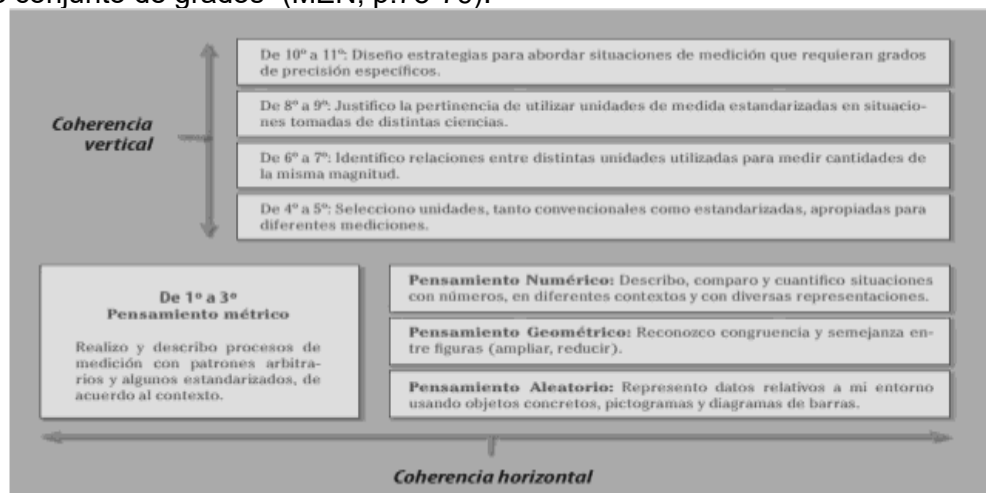 conjunto de grados" (MEN, p.75-76).
De 10º a 11º: Diseño estrategias para abordar situaciones de medición que requieran grados
de precisión específicos.
De 8º a 9º: Justifico la pertinencia de utilizar unidades de medida estandarizadas en situacio-
nes tomadas de distintas ciencias.
Coherencia
vertical
De 6º a 7º: Identifico relaciones entre distintas unidades utilizadas para medir cantidades de
la misma magnitud.
De 4º a 5º: Selecciono unidades, tanto convencionales como estandarizadas, apropiadas para
diferentes mediciones.
De 1º a 3º
Pensamiento métrico
Realizo y describo procesos de
medición con patrones arbitra-
rios y algunos estandarizados, de
acuerdo al contexto.
Pensamiento Numérico: Describo, comparo y cuantifico situaciones
con números, en diferentes contextos y con diversas representaciones.
Pensamiento Geométrico: Reconozco congruencia y semejanza en-
tre figuras (ampliar, reducir).
Pensamiento Aleatorio: Represento datos relativos a mi entorno
usando objetos concretos, pictogramas y diagramas de barras.
Coherencia horizontal